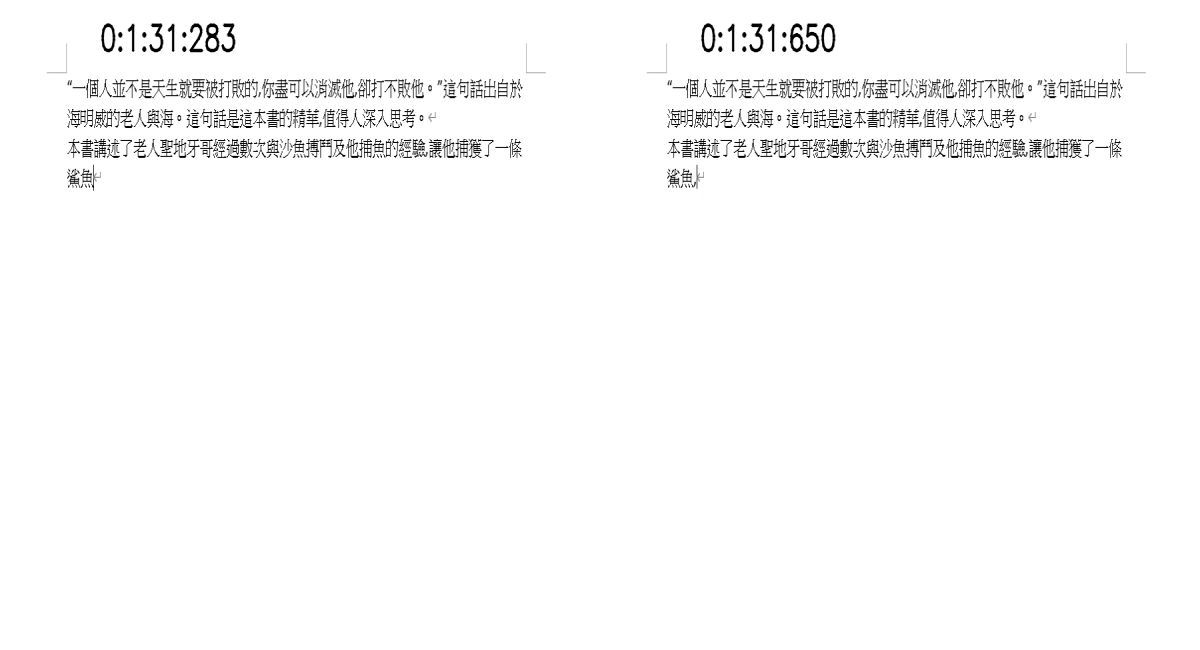 0:1:31:283
“一個人並不是天生就要被打敗的,你盡可以消滅他,卻打不敗他。”這句話出自於
海明威的老人與海。這句話是這本書的精華,值得人深入思考。
本書講述了老人聖地牙哥經過數次與沙魚搏鬥及他捕魚的經驗,讓他捕獲了一條
鯊魚
0:1:31:650
“一個人並不是天生就要被打敗的,你盡可以消滅他,卻打不敗他。”這句話出自於
海明威的老人與海。這句話是這本書的精華,值得人深入思考。
本書講述了老人聖地牙哥經過數次與沙魚搏鬥及他捕魚的經驗,讓他捕獲了一條
鯊魚,